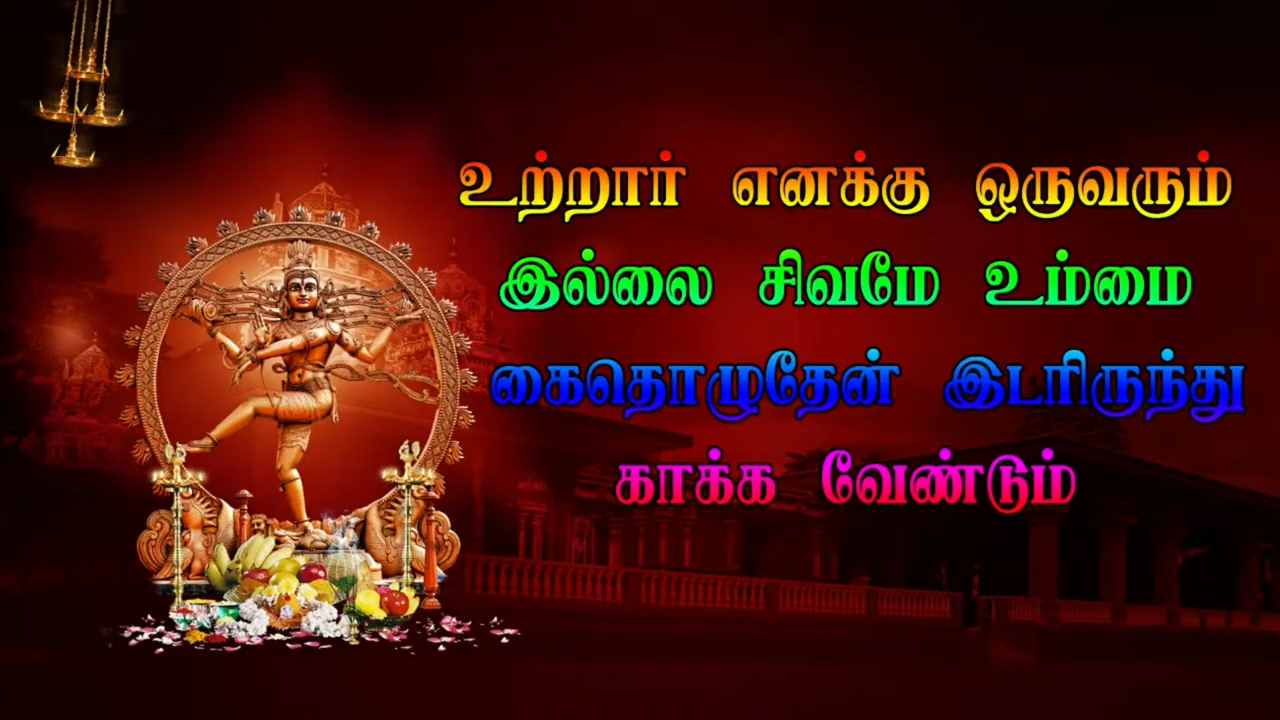 உற்றார் எனக்கு ஒருவரும்
இல்லை சிவமே உம்மை
கைதொழுதேன் இடரிருந்து
காக்க வேண்டும்